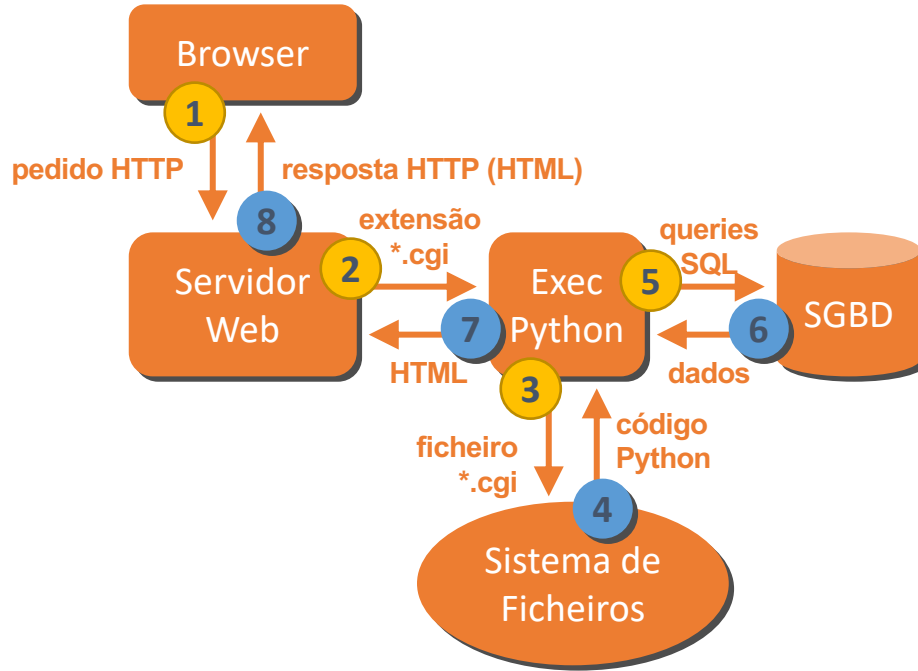 Browser
1
pedido HTTP
resposta HTTP (HTML)
8
extensão
*.cgi
queries
SQL
Servidor
Web
2
Exec
Python
5
SGBD
7
6
HTML
dados
3
ficheiro
*.cgi
código
Python
4
Sistema de
Ficheiros